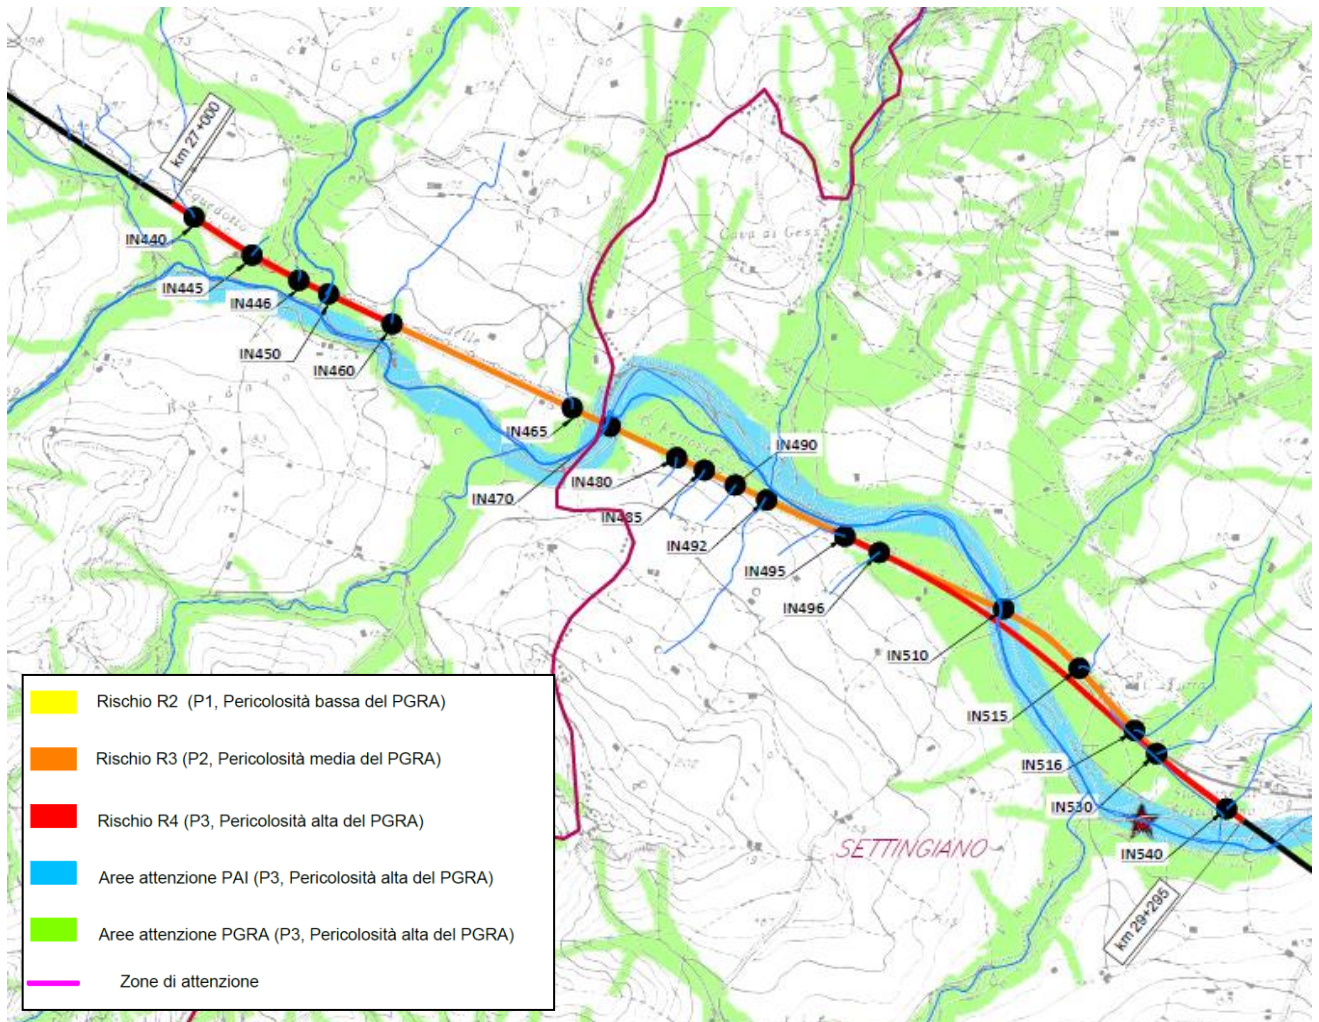 km 27+000
IN440
IN445
IN446
IN450
IN460
IN465
IN470
IN480
IN485
IN490
IN492
IN495
IN496
IN510
IN515
IN516
IN530
IN540
km 29+295
SETTINGIANO
Rischio R2 (P1, Pericolosità bassa del PGRA)
Rischio R3 (P2, Pericolosità media del PGRA)
Rischio R4 (P3, Pericolosità alta del PGRA)
Aree attenzione PAI (P3, Pericolosità alta del PGRA)
Aree attenzione PGRA (P3, Pericolosità alta del PGRA)
Zone di attenzione